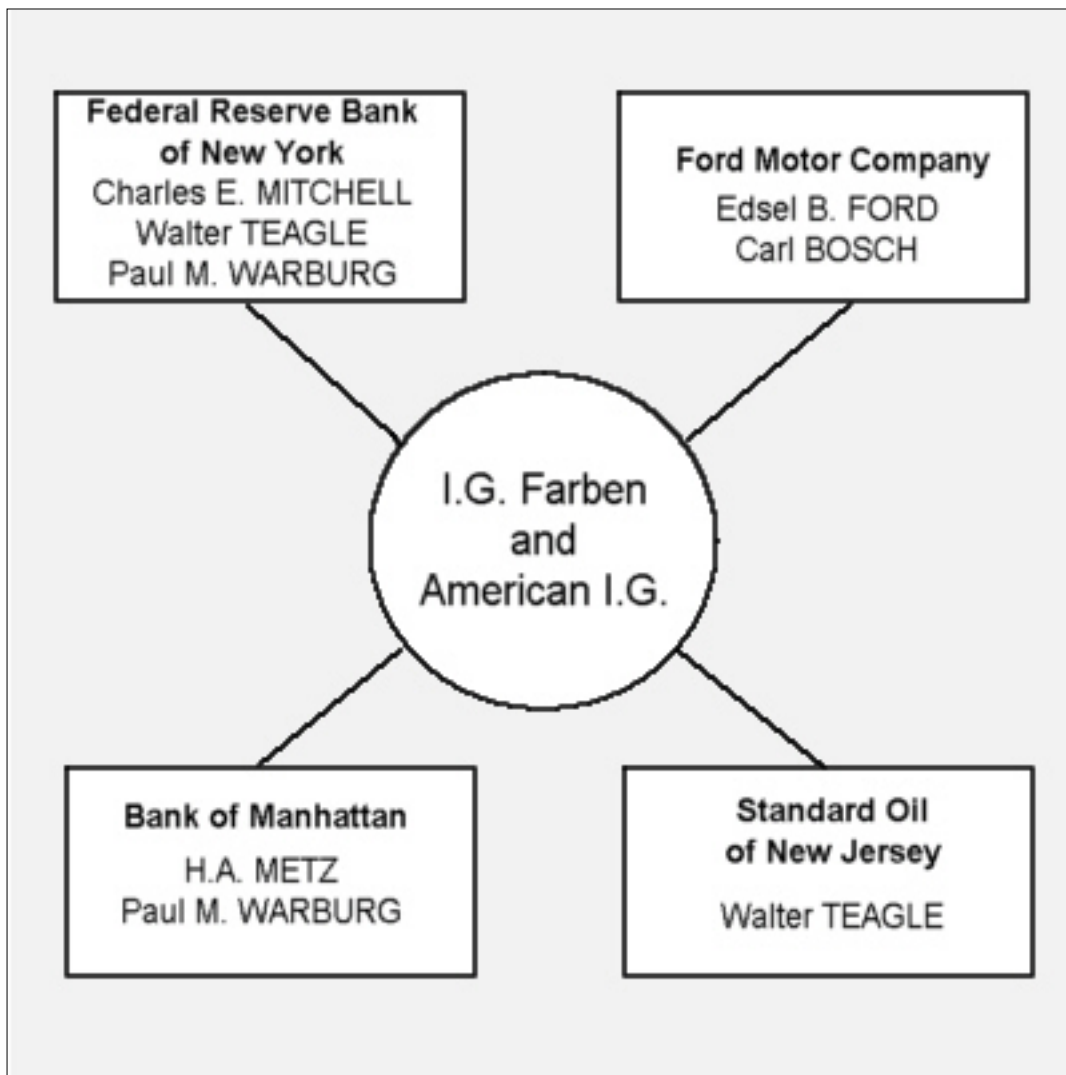 Federal Reserve Bank
of New York
Charles E. MITCHELL
Walter TEAGLE
Paul M. WARBURG
Ford Motor Company
Edsel B. FORD
Carl BOSCH
I.G. Farben
and
American I.G.
Bank of Manhattan
H.A. METZ
Paul M. WARBURG
Standard Oil
of New Jersey
Walter TEAGLE